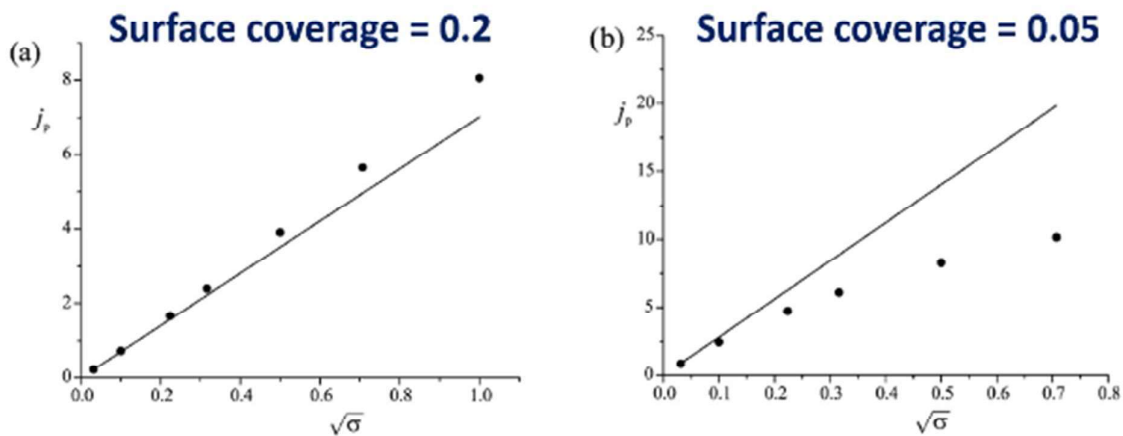 Surface coverage = 0.2
(a)
8
6
4
2
0
j_p
0.0 0.2 0.4 0.6 0.8 1.0
√σ
Surface coverage = 0.05
(b)
25
20
15
10
5
0
j_p
0.0 0.1 0.2 0.3 0.4 0.5 0.6 0.7 0.8
√σ